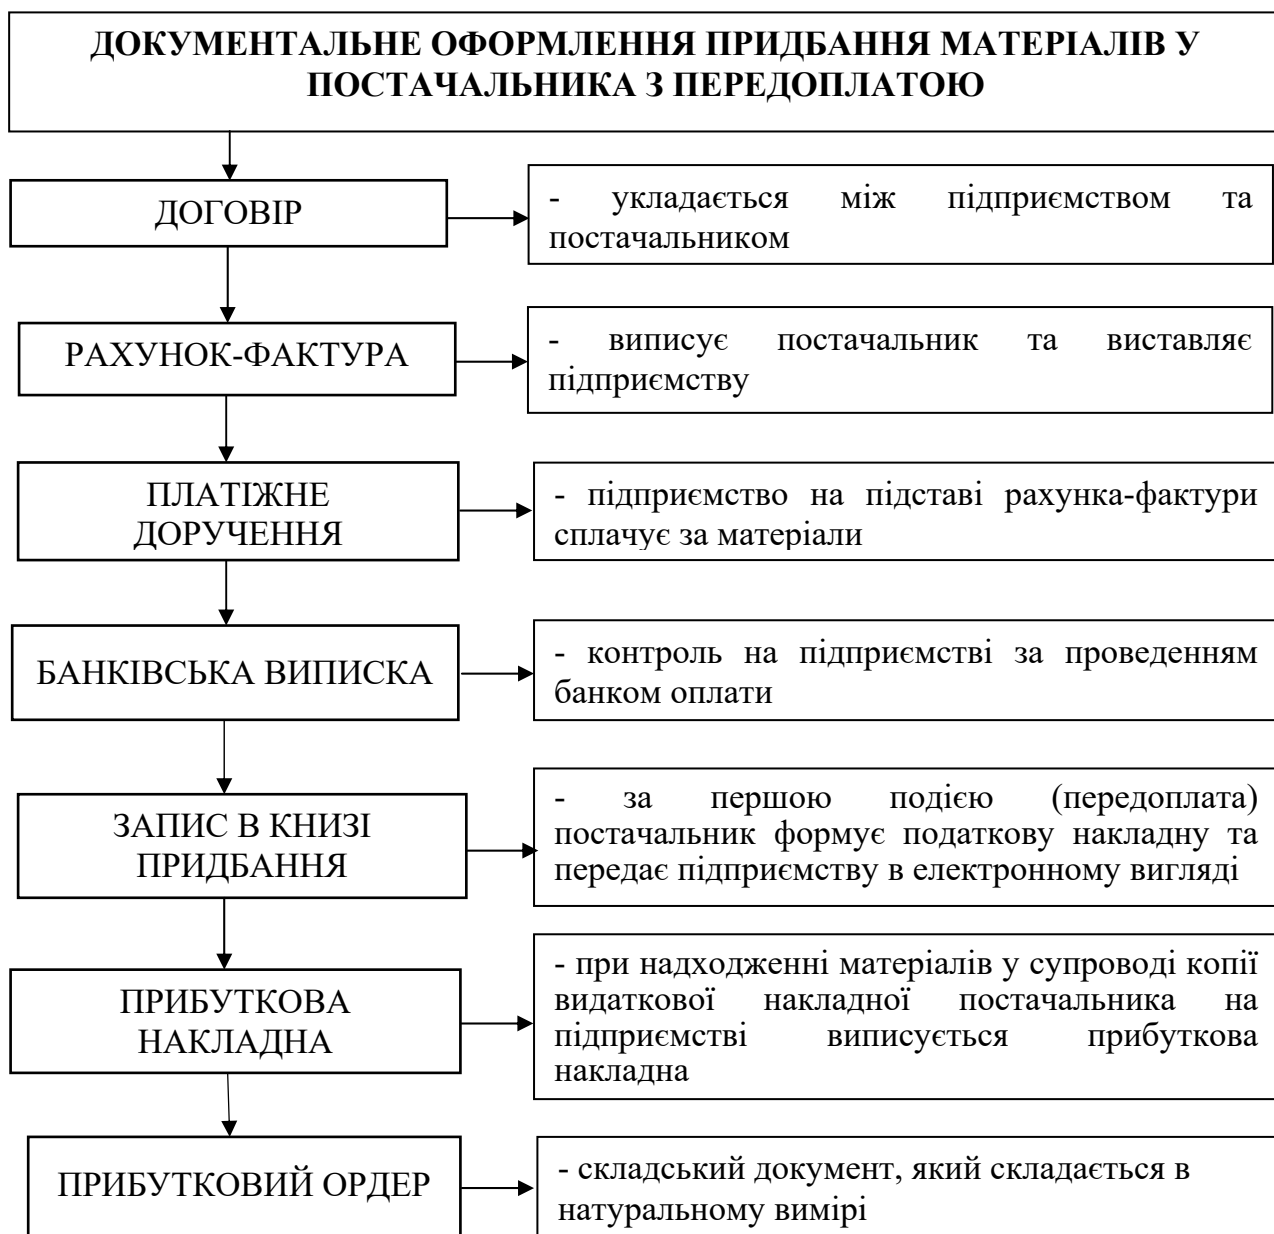 ДОКУМЕНТАЛЬНЕ ОФОРМЛЕННЯ ПРИДБАННЯ МАТЕРІАЛІВ У
ПОСТАЧАЛЬНИКА З ПЕРЕДОПЛАТОЮ
ДОГОВІР
- укладається між підприємством та
постачальником
РАХУНОК-ФАКТУРА
- виписує постачальник та виставляє
підприємству
ПЛАТІЖНЕ
ДОРУЧЕННЯ
- підприємство на підставі рахунка-фактури
сплачує за матеріали
БАНКІВСЬКА ВИПИСКА
- контроль на підприємстві за проведенням
банком оплати
ЗАПИС В КНИЗІ
ПРИДБАННЯ
- за першою подією (передоплата)
постачальник формує податкову накладну та
передає підприємству в електронному вигляді
ПРИБУТКОВА
НАКЛАДНА
- при надходженні матеріалів у супроводі копії
видаткової накладної постачальника на
підприємстві виписується прибуткова
накладна
ПРИБУТКОВИЙ ОРДЕР
- складський документ, який складається в
натуральному вимірі